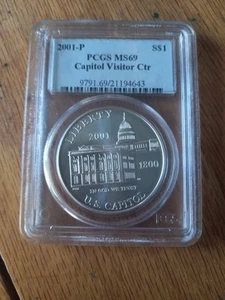 2001-P S$1
PCGS MS69
Capitol Visitor Ctr
9791.69/21194643
LIBERTY
2001
1800
IN GOD WE TRUST
U.S. CAPITOL